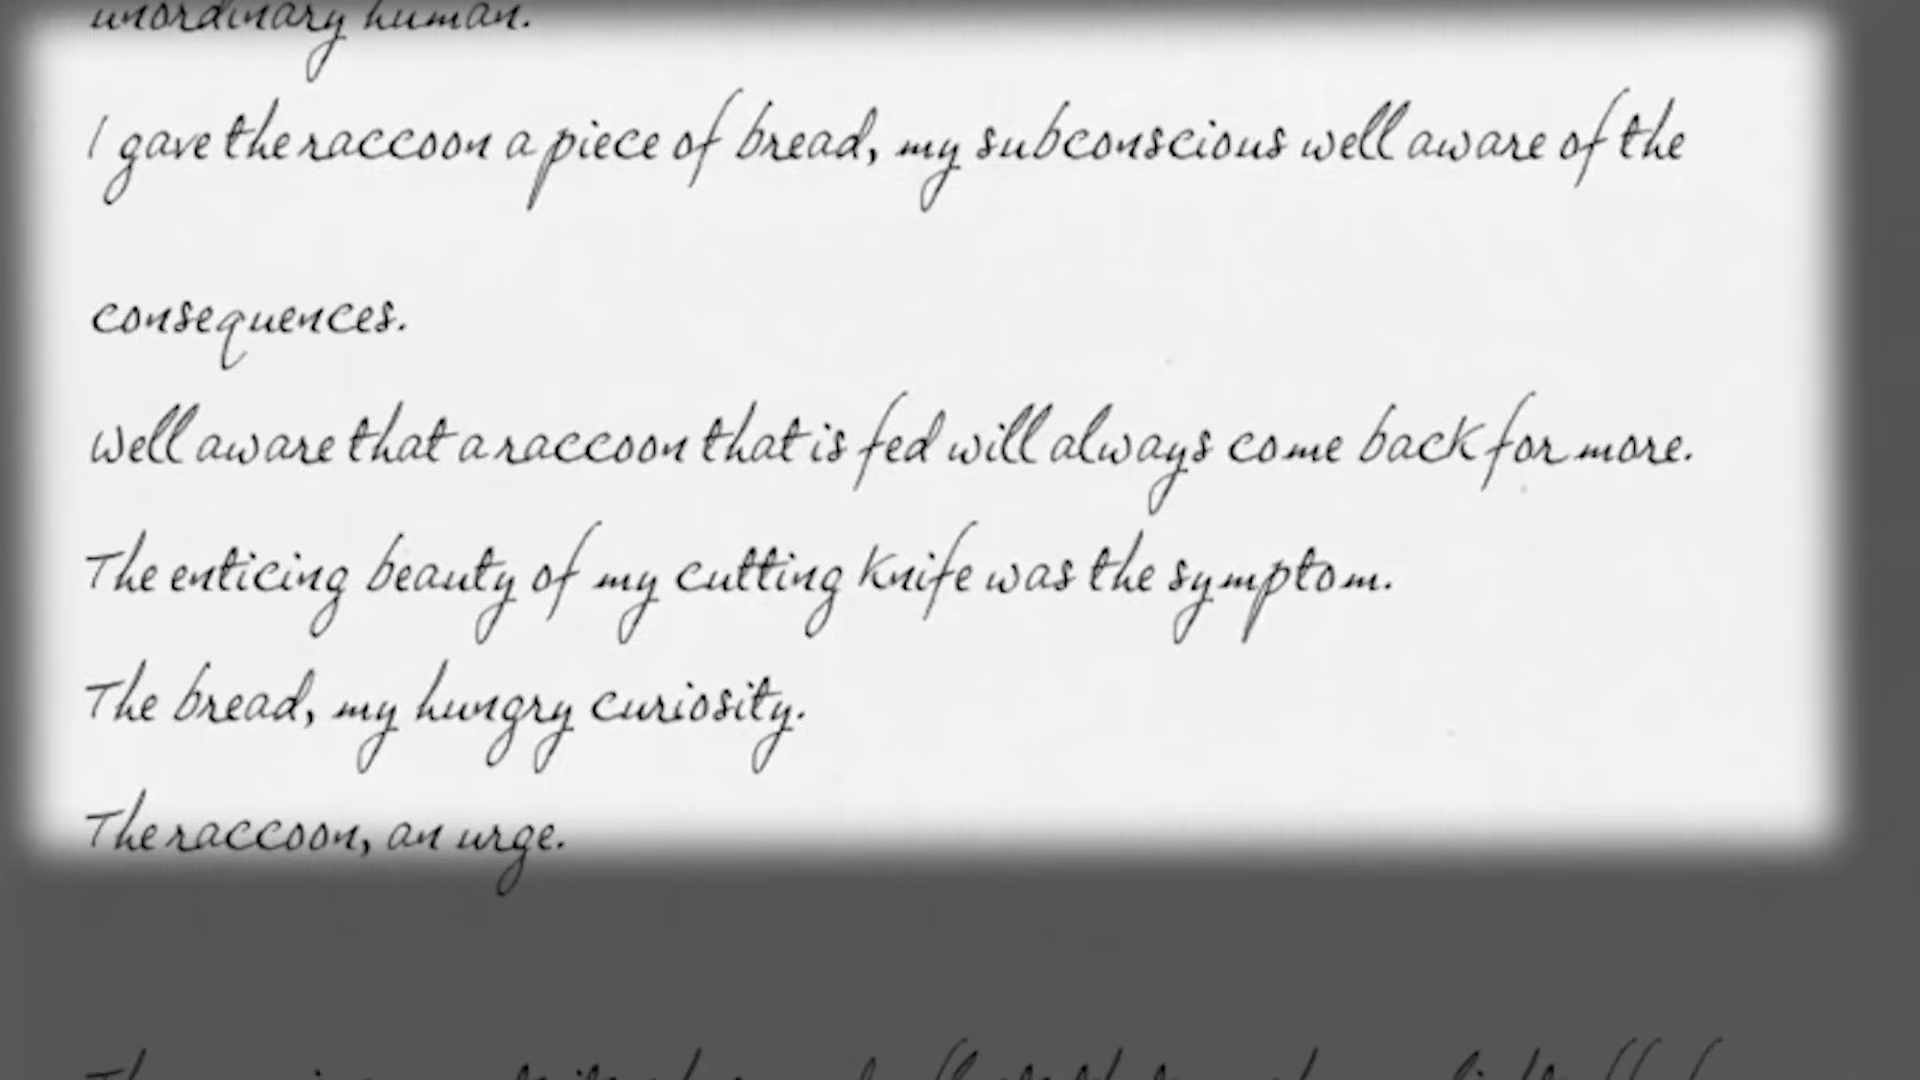 unordinary human.
I gave the raccoon a piece of bread, my subconscious well aware of the
consequences.
Well aware that a raccoon that is fed will always come back for more.
The enticing beauty of my cutting knife was the symptom.
The bread, my hungry curiosity.
The raccoon, an urge.